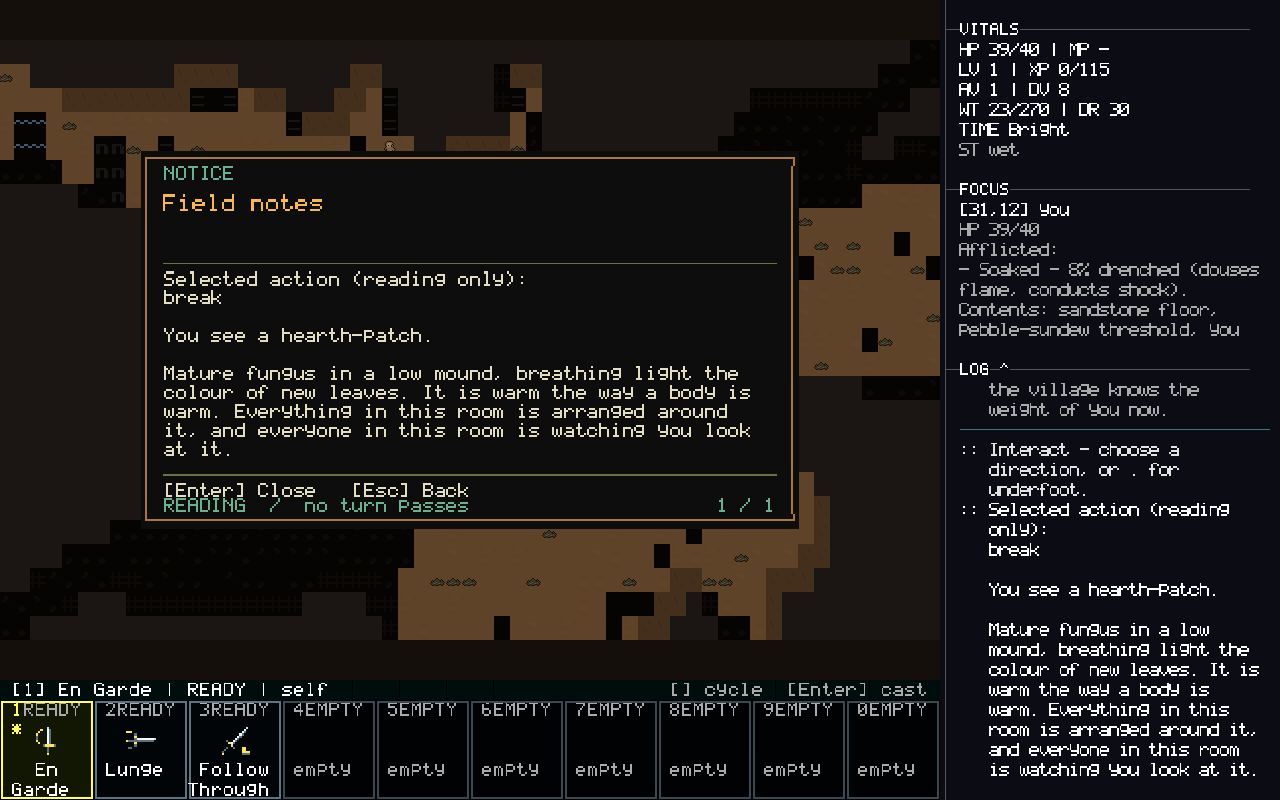 NOTICE
Field notes
Selected action (reading only):
break
You see a hearth-patch.
Mature fungus in a low mound, breathing light the
colour of new leaves. It is warm the way a body is
warm. Everything in this room is arranged around
it, and everyone in this room is watching you look
at it.
[Enter] Close [Esc] Back
READING / no turn passes 1 / 1
VITALS
HP 39/40 | MP -
LV 1 | XP 0/115
AV 1 | DV 8
WT 23/270 | DR 30
TIME Bright
ST wet
FOCUS
[31,12] You
HP 39/40
Afflicted:
- Soaked - 8% drenched (douses
flame, conducts shock).
Contents: sandstone floor,
Pebble-sundew threshold, you
LOG ^
the village knows the
weight of you now.
:: Interact - choose a
direction, or . for
underfoot.
:: Selected action (reading
only):
break
You see a hearth-patch.
Mature fungus in a low
mound, breathing light the
colour of new leaves. It is
warm the way a body is
warm. Everything in this
room is arranged around it,
and everyone in this room
is watching you look at it.
[1] En Garde | READY | self [] cycle [Enter] cast
1READY 2READY 3READY 4EMPTY 5EMPTY 6EMPTY 7EMPTY 8EMPTY 9EMPTY 0EMPTY
*
En Garde Lunge Follow Through empty empty empty empty empty empty empty